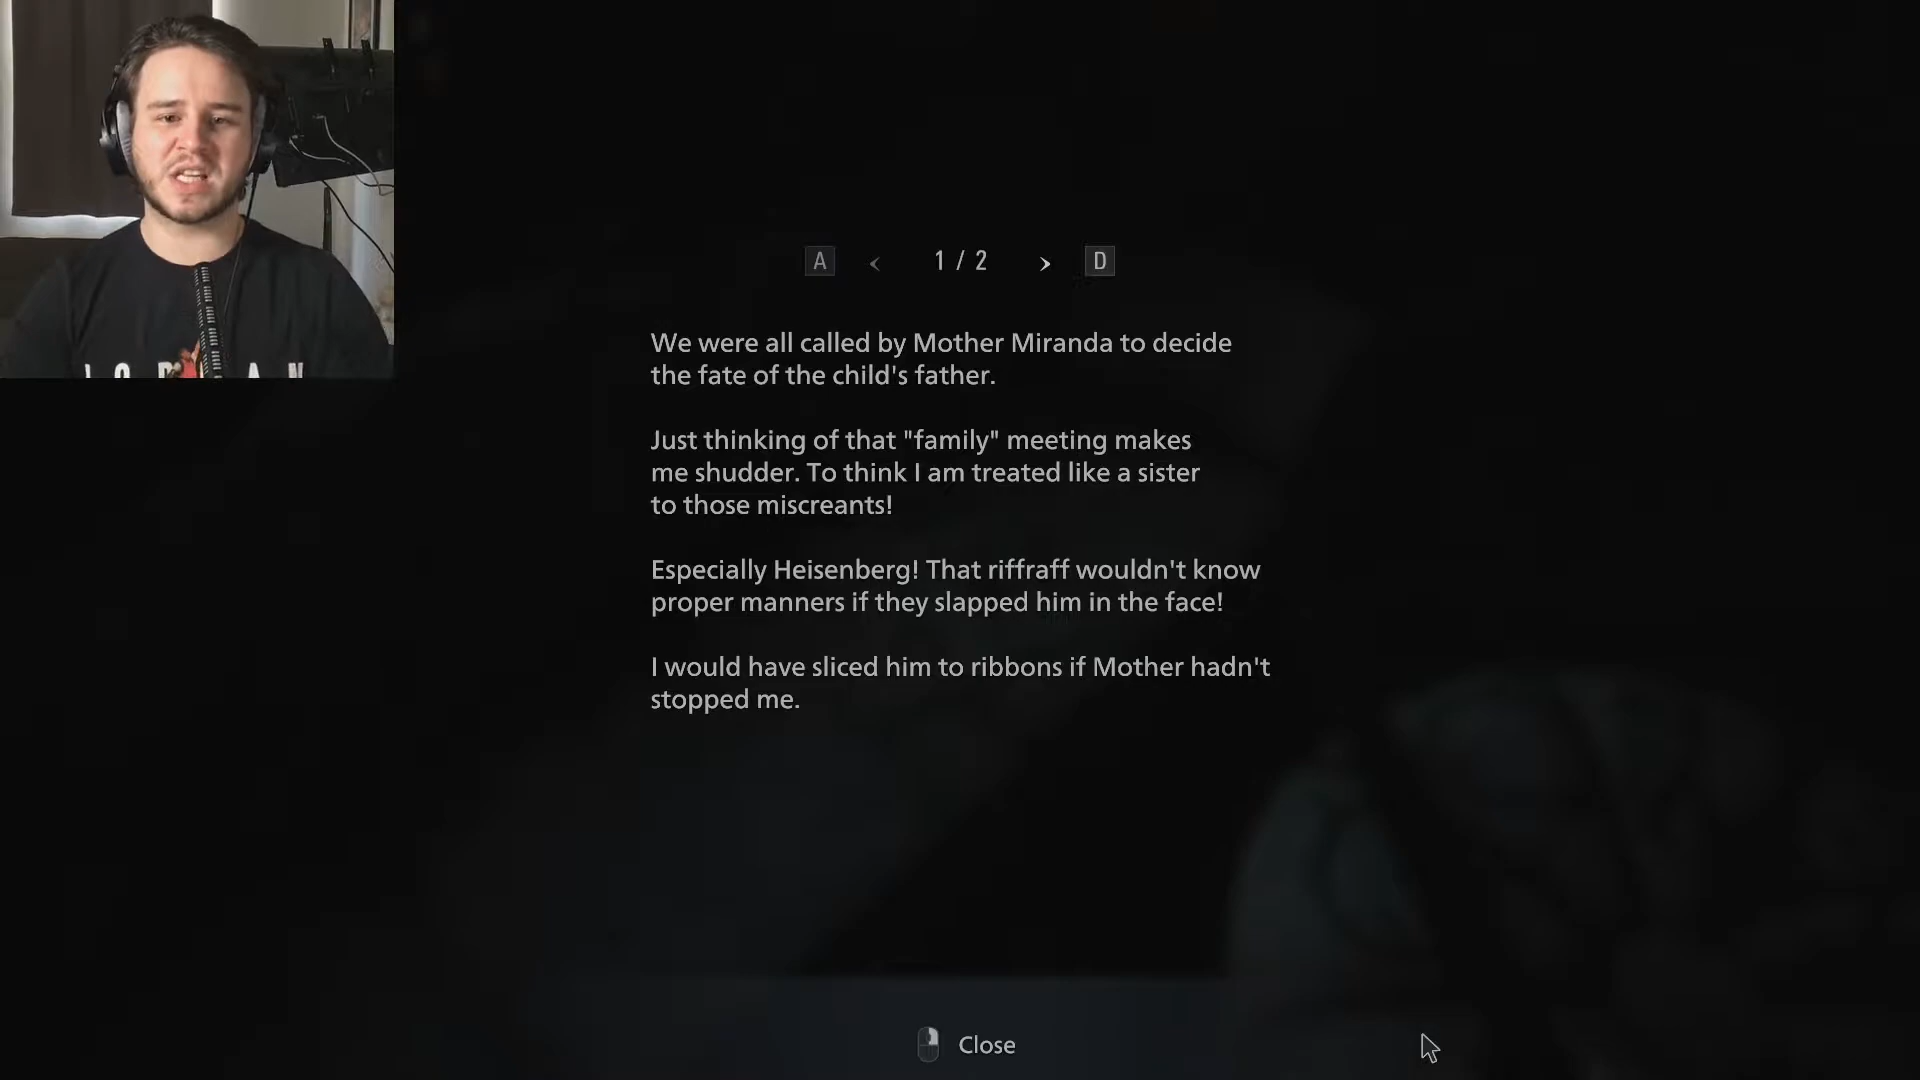 A < 1 / 2 > D
We were all called by Mother Miranda to decide
the fate of the child's father.
Just thinking of that "family" meeting makes
me shudder. To think I am treated like a sister
to those miscreants!
Especially Heisenberg! That riffraff wouldn't know
proper manners if they slapped him in the face!
I would have sliced him to ribbons if Mother hadn't
stopped me.
Close